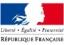 Liberté • Égalité • Fraternité
RÉPUBLIQUE FRANÇAISE